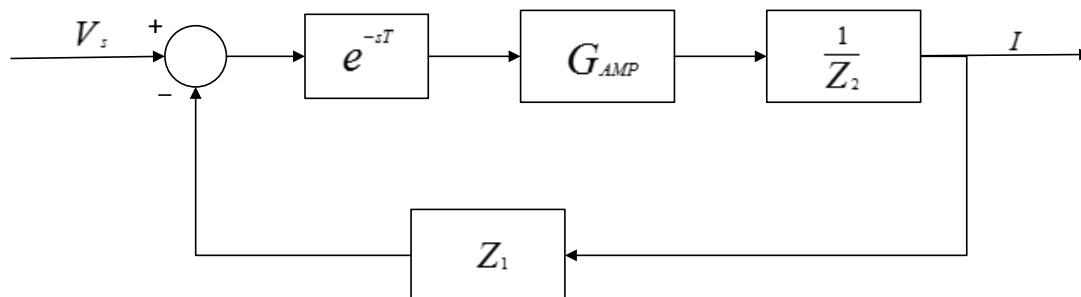 V_s
+
−
e^{-sT}
G_{AMP}
1
Z_2
I
Z_1